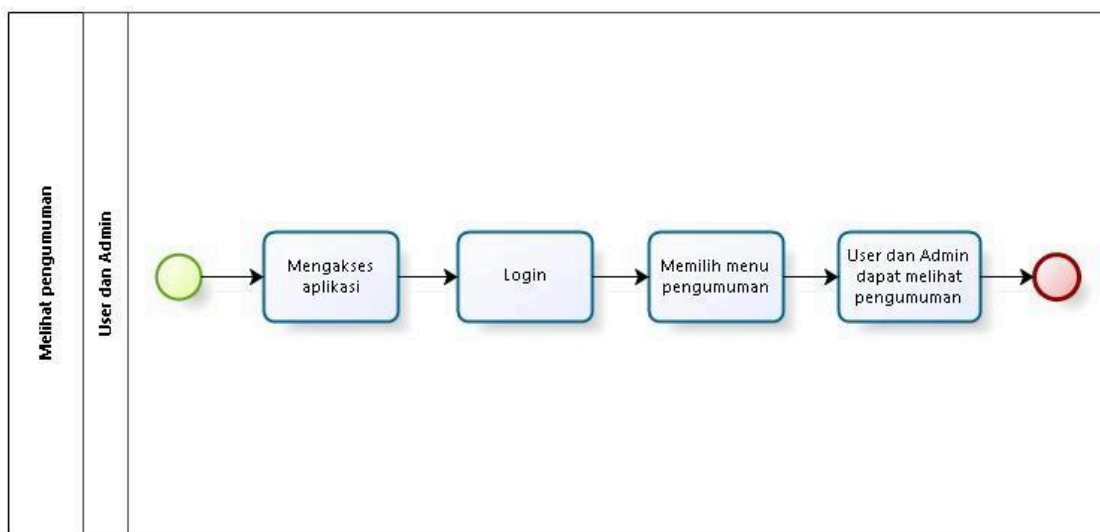 Melihat pengumuman
User dan Admin
Mengakses
aplikasi
Login
Memilih menu
pengumuman
User dan Admin
dapat melihat
pengumuman